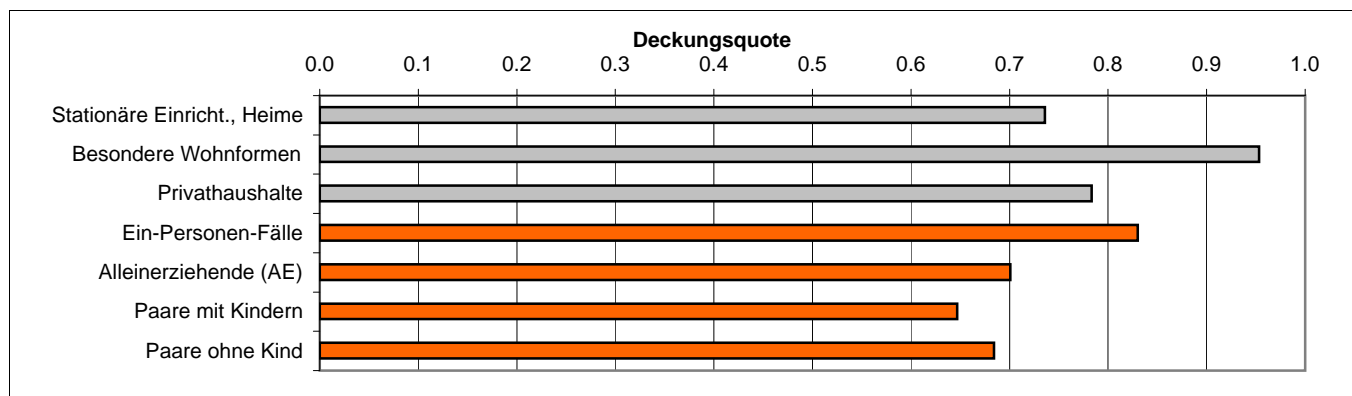 Deckungsquote
0.0 0.1 0.2 0.3 0.4 0.5 0.6 0.7 0.8 0.9 1.0
Stationäre Einricht., Heime
Besondere Wohnformen
Privathaushalte
Ein-Personen-Fälle
Alleinerziehende (AE)
Paare mit Kindern
Paare ohne Kind